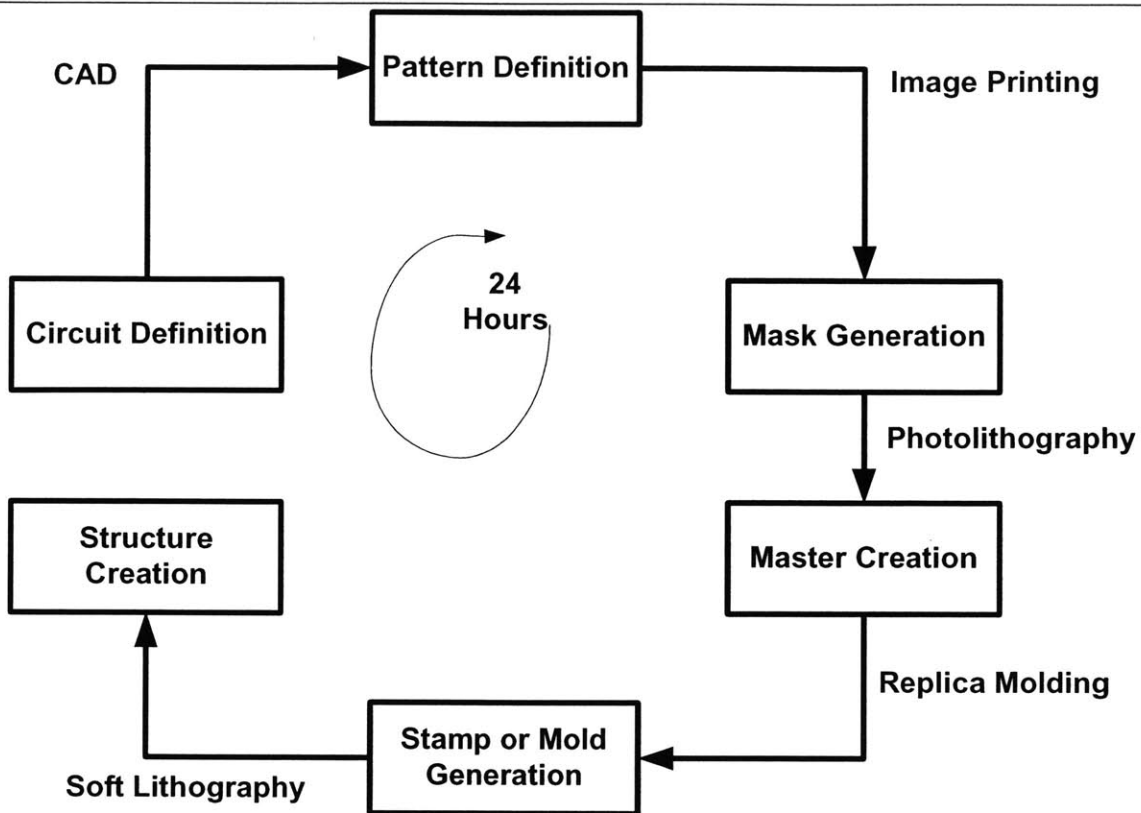 CAD
Pattern Definition
Image Printing
24
Hours
Circuit Definition
Mask Generation
Photolithography
Structure
Creation
Master Creation
Replica Molding
Stamp or Mold
Generation
Soft Lithography